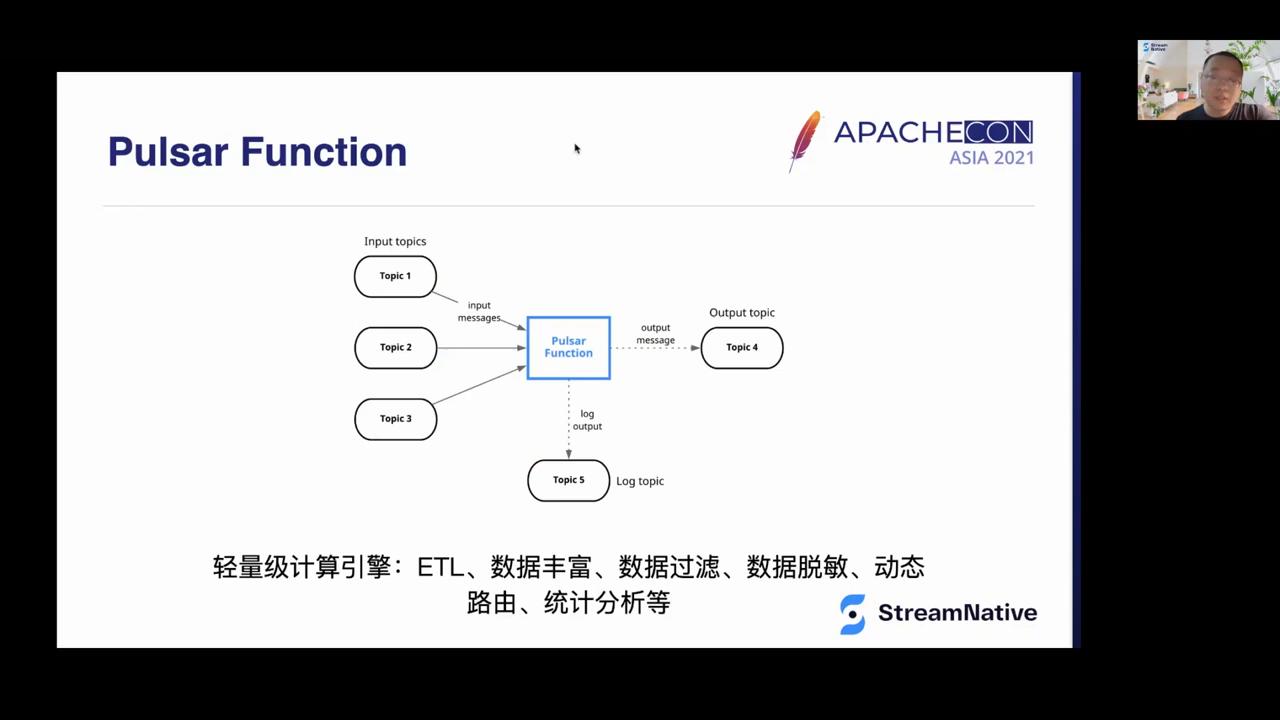 Stream
Native
Pulsar Function
APACHECON
ASIA 2021
Input topics
Topic 1
input
messages
Output topic
output
message
Pulsar
Function
Topic 2
Topic 4
Topic 3
log
output
Topic 5
Log topic
轻量级计算引擎：ETL、数据丰富、数据过滤、数据脱敏、动态
路由、统计分析等
StreamNative